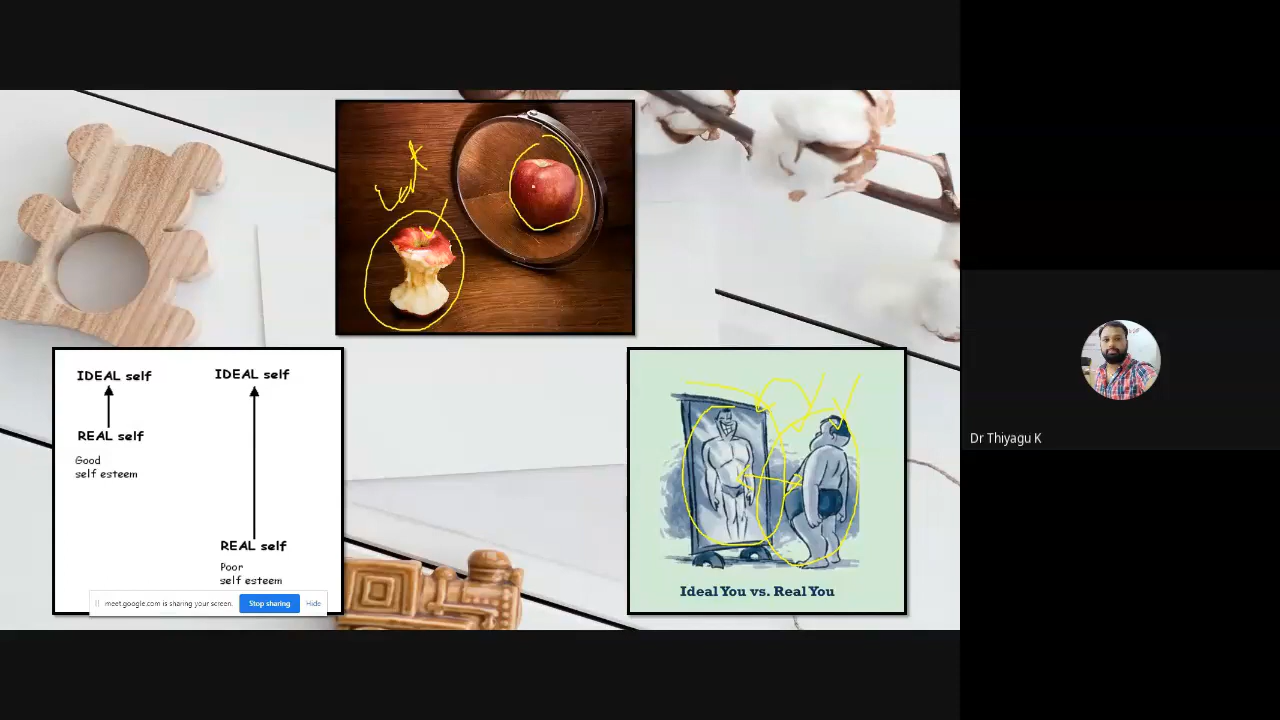 IDEAL self
REAL self
Good
self esteem
IDEAL self
REAL self
Poor
self esteem
meet.google.com is sharing your screen.
Stop sharing
Hide
Ideal You vs. Real You
Dr Thiyagu K